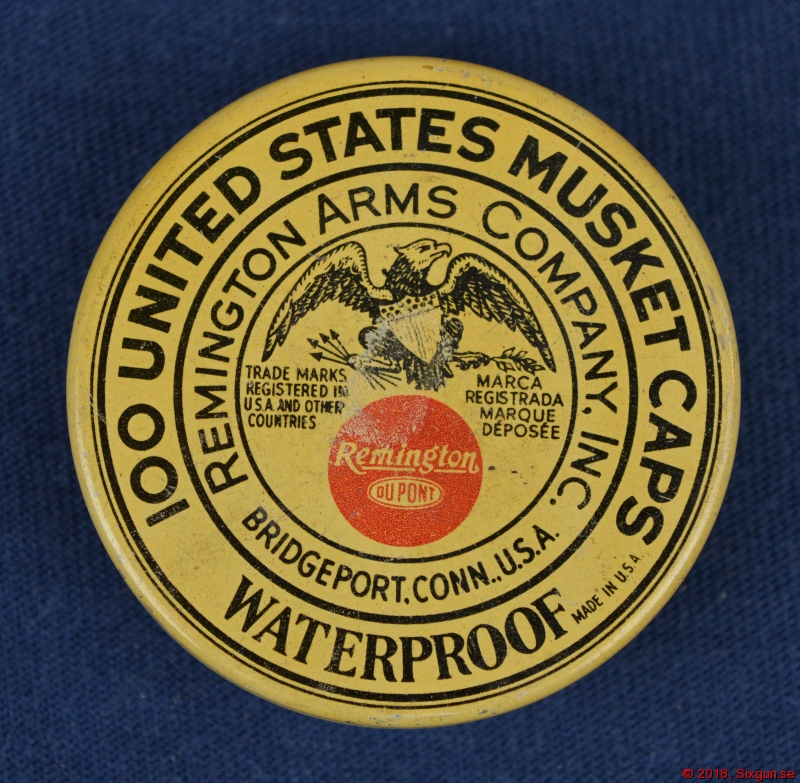 100 UNITED STATES MUSKET CAPS
REMINGTON ARMS COMPANY, INC.
TRADE MARKS
REGISTERED IN
U.S.A. AND OTHER
COUNTRIES
MARCA
REGISTRADA
MARQUE
DÉPOSÉE
Remington
DU PONT
BRIDGEPORT, CONN., U.S.A.
WATERPROOF
MADE IN U.S.A.
© 2018, Sixgun.se